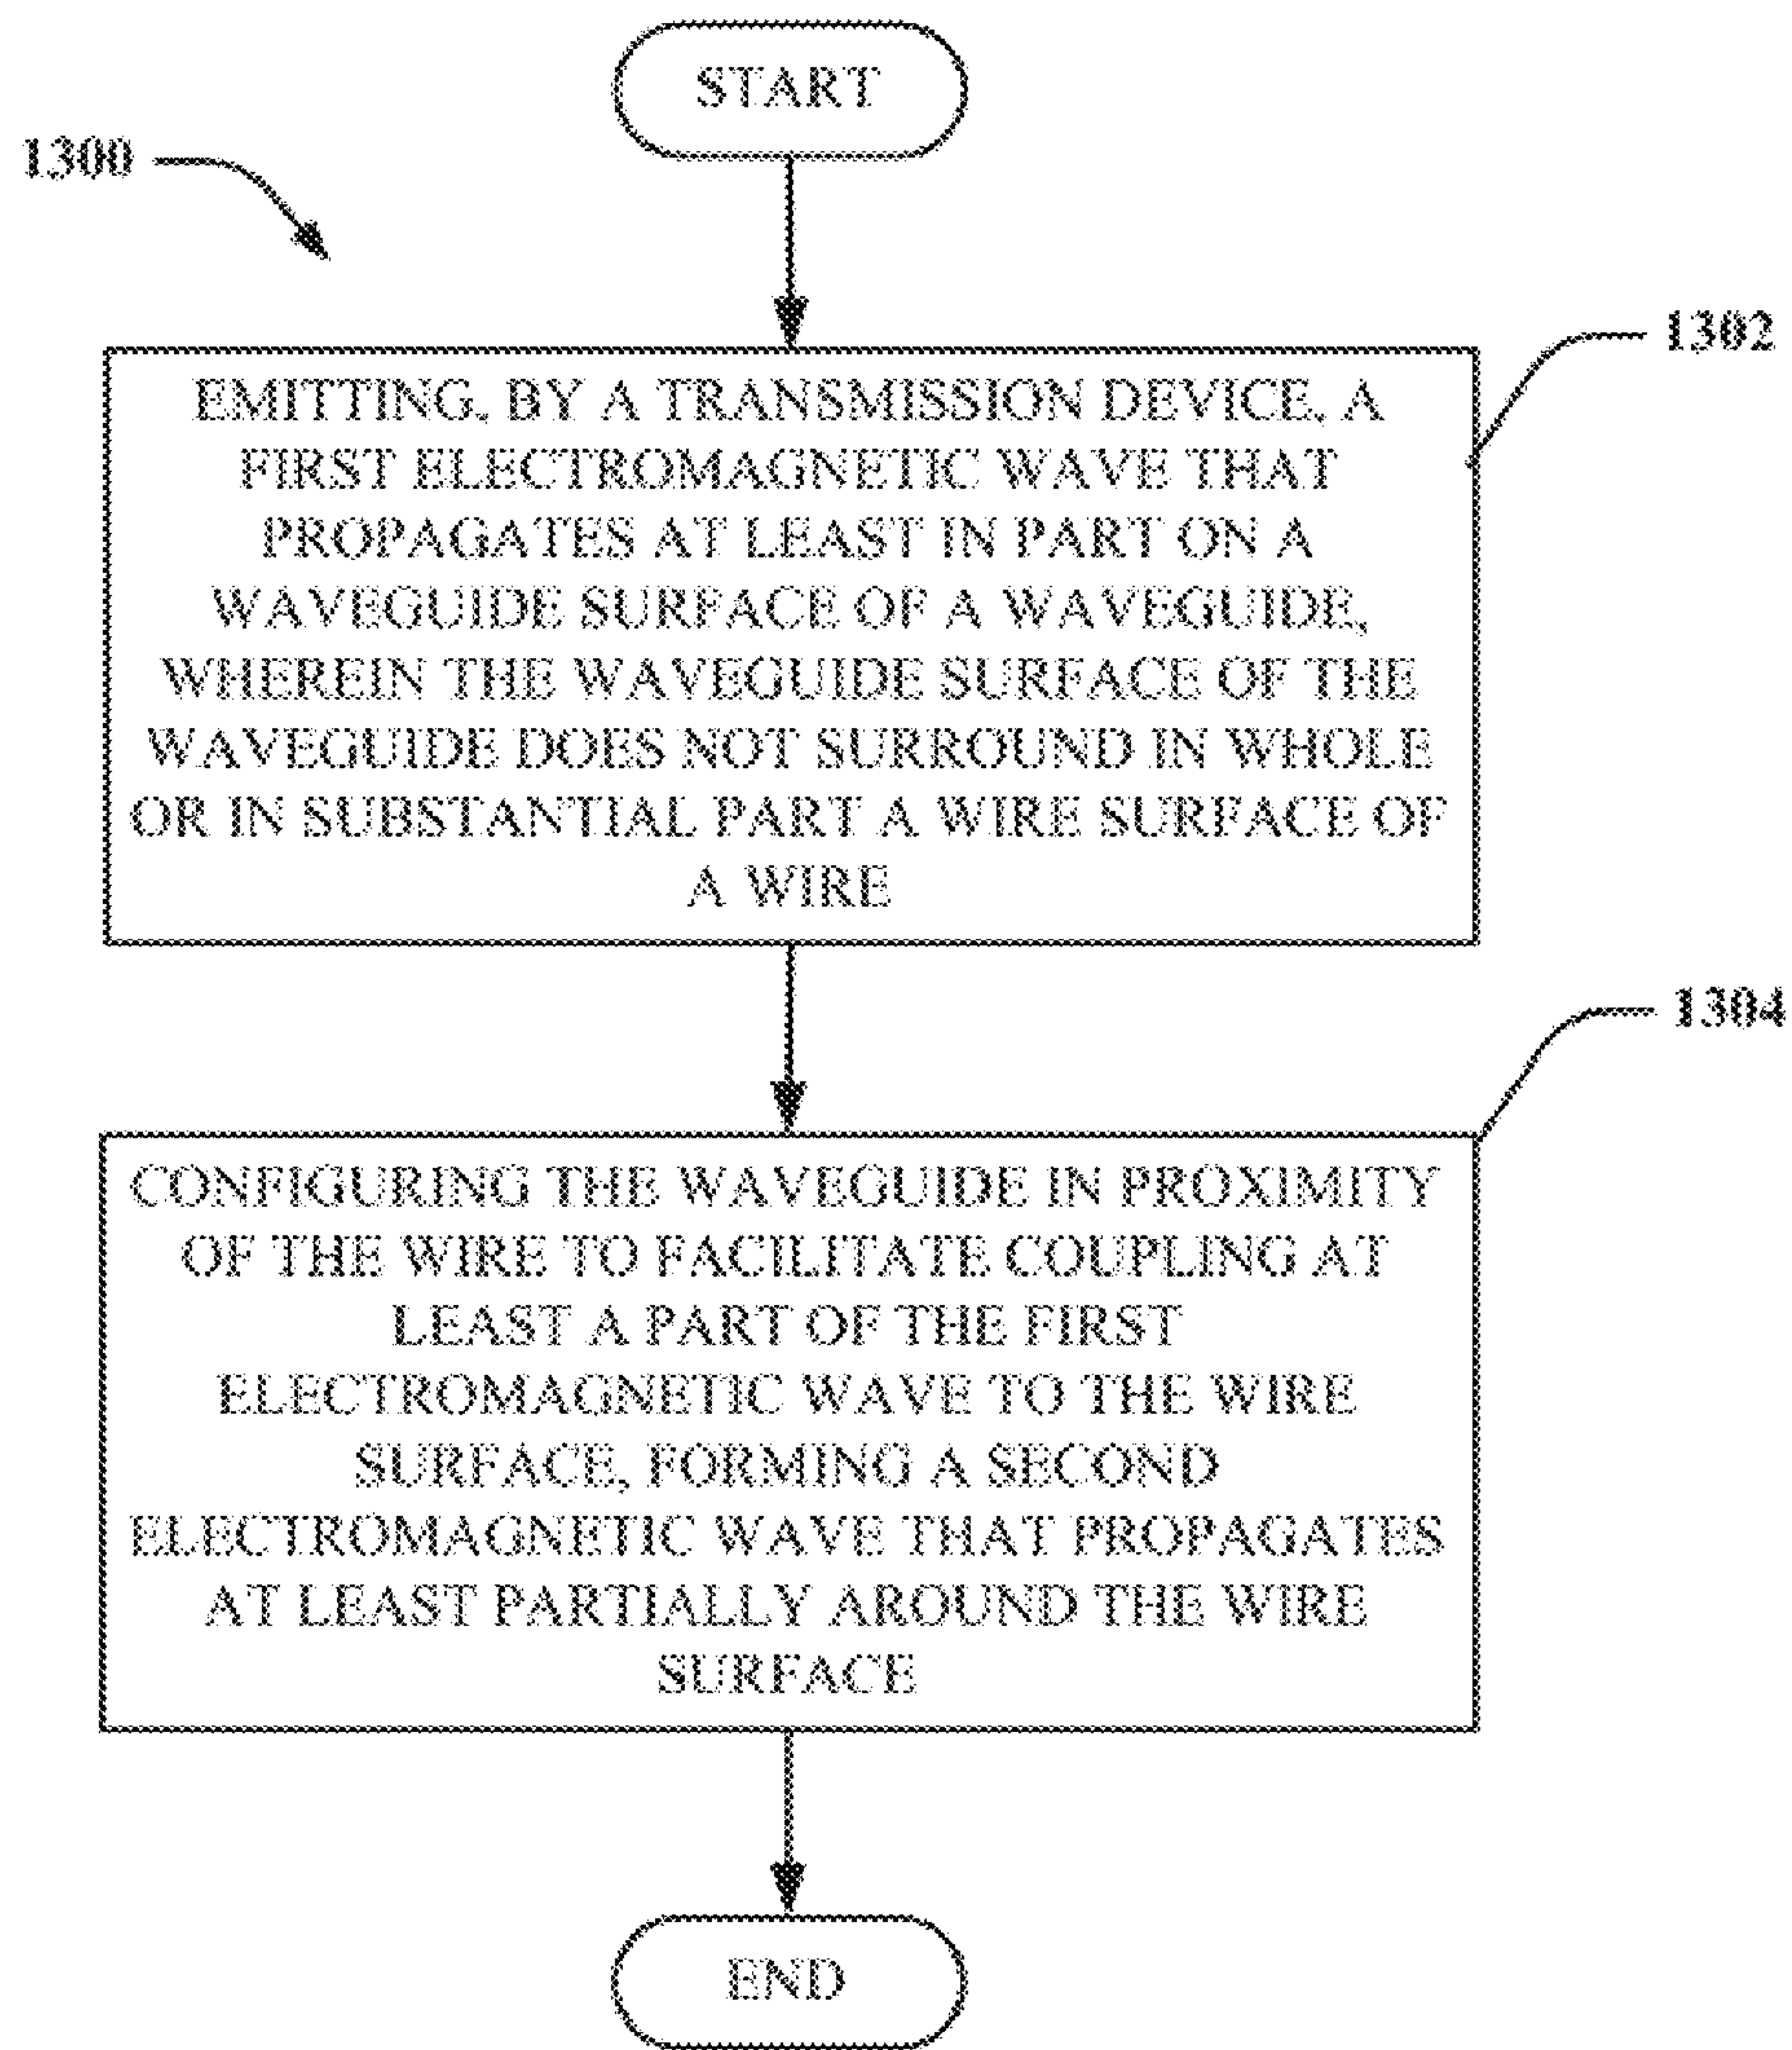 START
1300
1302
EMITTING, BY A TRANSMISSION DEVICE, A
FIRST ELECTROMAGNETIC WAVE THAT
PROPAGATES AT LEAST IN PART ON A
WAVEGUIDE SURFACE OF A WAVEGUIDE,
WHEREIN THE WAVEGUIDE SURFACE OF THE
WAVEGUIDE DOES NOT SURROUND IN WHOLE
OR IN SUBSTANTIAL PART A WIRE SURFACE OF
A WIRE
1304
CONFIGURING THE WAVEGUIDE IN PROXIMITY
OF THE WIRE TO FACILITATE COUPLING AT
LEAST A PART OF THE FIRST
ELECTROMAGNETIC WAVE TO THE WIRE
SURFACE, FORMING A SECOND
ELECTROMAGNETIC WAVE THAT PROPAGATES
AT LEAST PARTIALLY AROUND THE WIRE
SURFACE
END